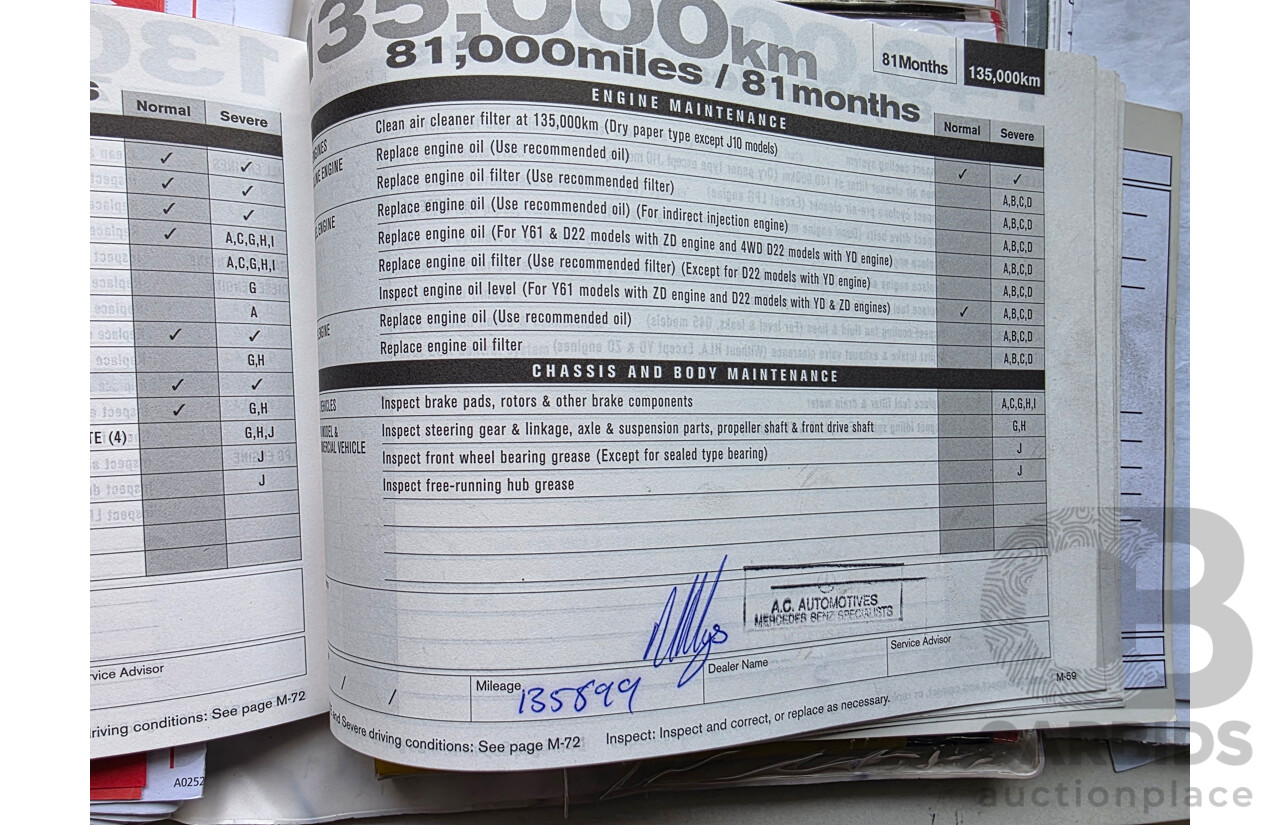 135,000km
81,000miles / 81months
81Months
135,000km
ENGINE MAINTENANCE
Normal
Severe
Clean air cleaner filter at 135,000km (Dry paper type except J10 models)
✓
✓
Replace engine oil (Use recommended oil)
A,B,C,D
Replace engine oil filter (Use recommended filter)
A,B,C,D
Replace engine oil (Use recommended oil) (For indirect injection engine)
A,B,C,D
Replace engine oil (For Y61 & D22 models with ZD engine and 4WD D22 models with YD engine)
A,B,C,D
Replace engine oil filter (Use recommended filter) (Except for D22 models with YD engine)
A,B,C,D
Inspect engine oil level (For Y61 models with ZD engine and D22 models with YD & ZD engines)
✓
A,B,C,D
Replace engine oil (Use recommended oil)
A,B,C,D
Replace engine oil filter
A,B,C,D
CHASSIS AND BODY MAINTENANCE
Inspect brake pads, rotors & other brake components
A,C,G,H,I
Inspect steering gear & linkage, axle & suspension parts, propeller shaft & front drive shaft
G,H
Inspect front wheel bearing grease (Except for sealed type bearing)
J
Inspect free-running hub grease
J
A.C. AUTOMOTIVES
MERCEDES BENZ SPECIALISTS
/ /
Mileage
135899
Dealer Name
Service Advisor
M-59
and Severe driving conditions: See page M-72
Inspect: Inspect and correct, or replace as necessary.
Normal
Severe
✓ ✓
✓ ✓
✓ ✓
✓ A,C,G,H,I
A,C,G,H,I
G
A
✓ ✓
G,H
✓ ✓
✓ G,H
TE (4) G,H,J
J
J
rvice Advisor
riving conditions: See page M-72
A0252
CARBIDS
auctionplace